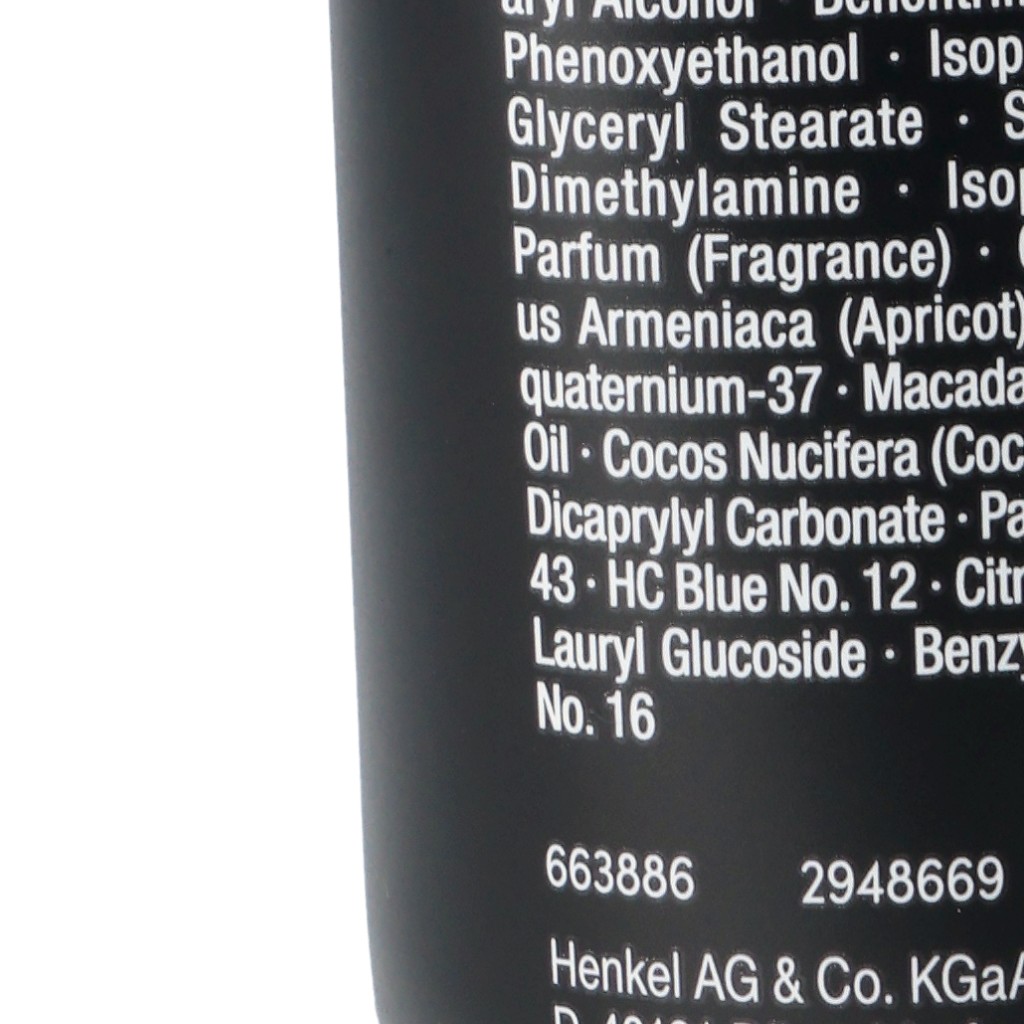 Phenoxyethanol · Isop
Glyceryl Stearate · S
Dimethylamine · Isop
Parfum (Fragrance) ·
us Armeniaca (Apricot)
quaternium-37 · Macada
Oil · Cocos Nucifera (Coc
Dicaprylyl Carbonate · Pa
43 · HC Blue No. 12 · Citr
Lauryl Glucoside · Benzy
No. 16
663886 2948669
Henkel AG & Co. KGaA